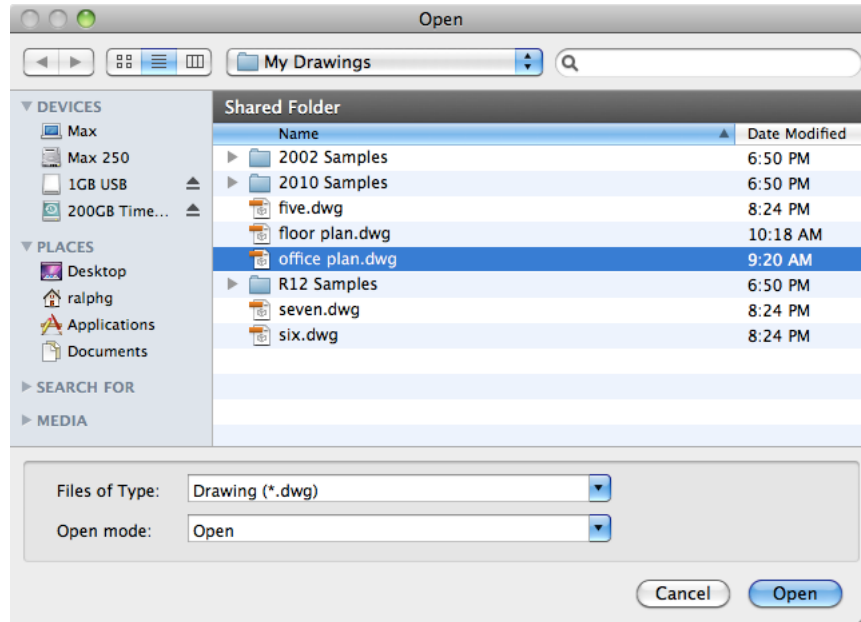 Open
My Drawings
DEVICES
Max
Max 250
1GB USB
200GB Time...
PLACES
Desktop
ralphg
Applications
Documents
SEARCH FOR
MEDIA
Shared Folder
Name Date Modified
2002 Samples 6:50 PM
2010 Samples 6:50 PM
five.dwg 8:24 PM
floor plan.dwg 10:18 AM
office plan.dwg 9:20 AM
R12 Samples 6:50 PM
seven.dwg 8:24 PM
six.dwg 8:24 PM
Files of Type: Drawing (*.dwg)
Open mode: Open
Cancel Open